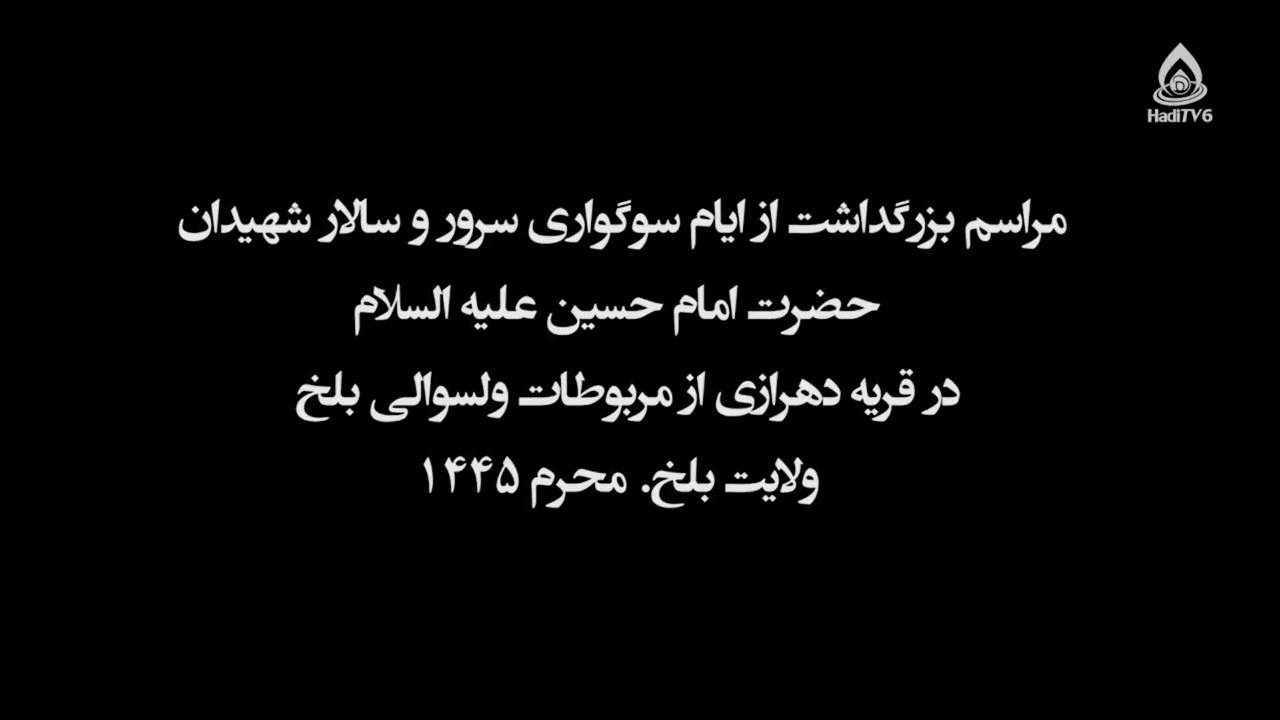 HadiTV6
مراسم بزرگداشت از ایام سوگواری سرور و سالار شهیدان
حضرت امام حسین علیه السلام
در قریه دهرازی از مربوطات ولسوالی بلخ
ولایت بلخ. محرم ۱۴۴۵